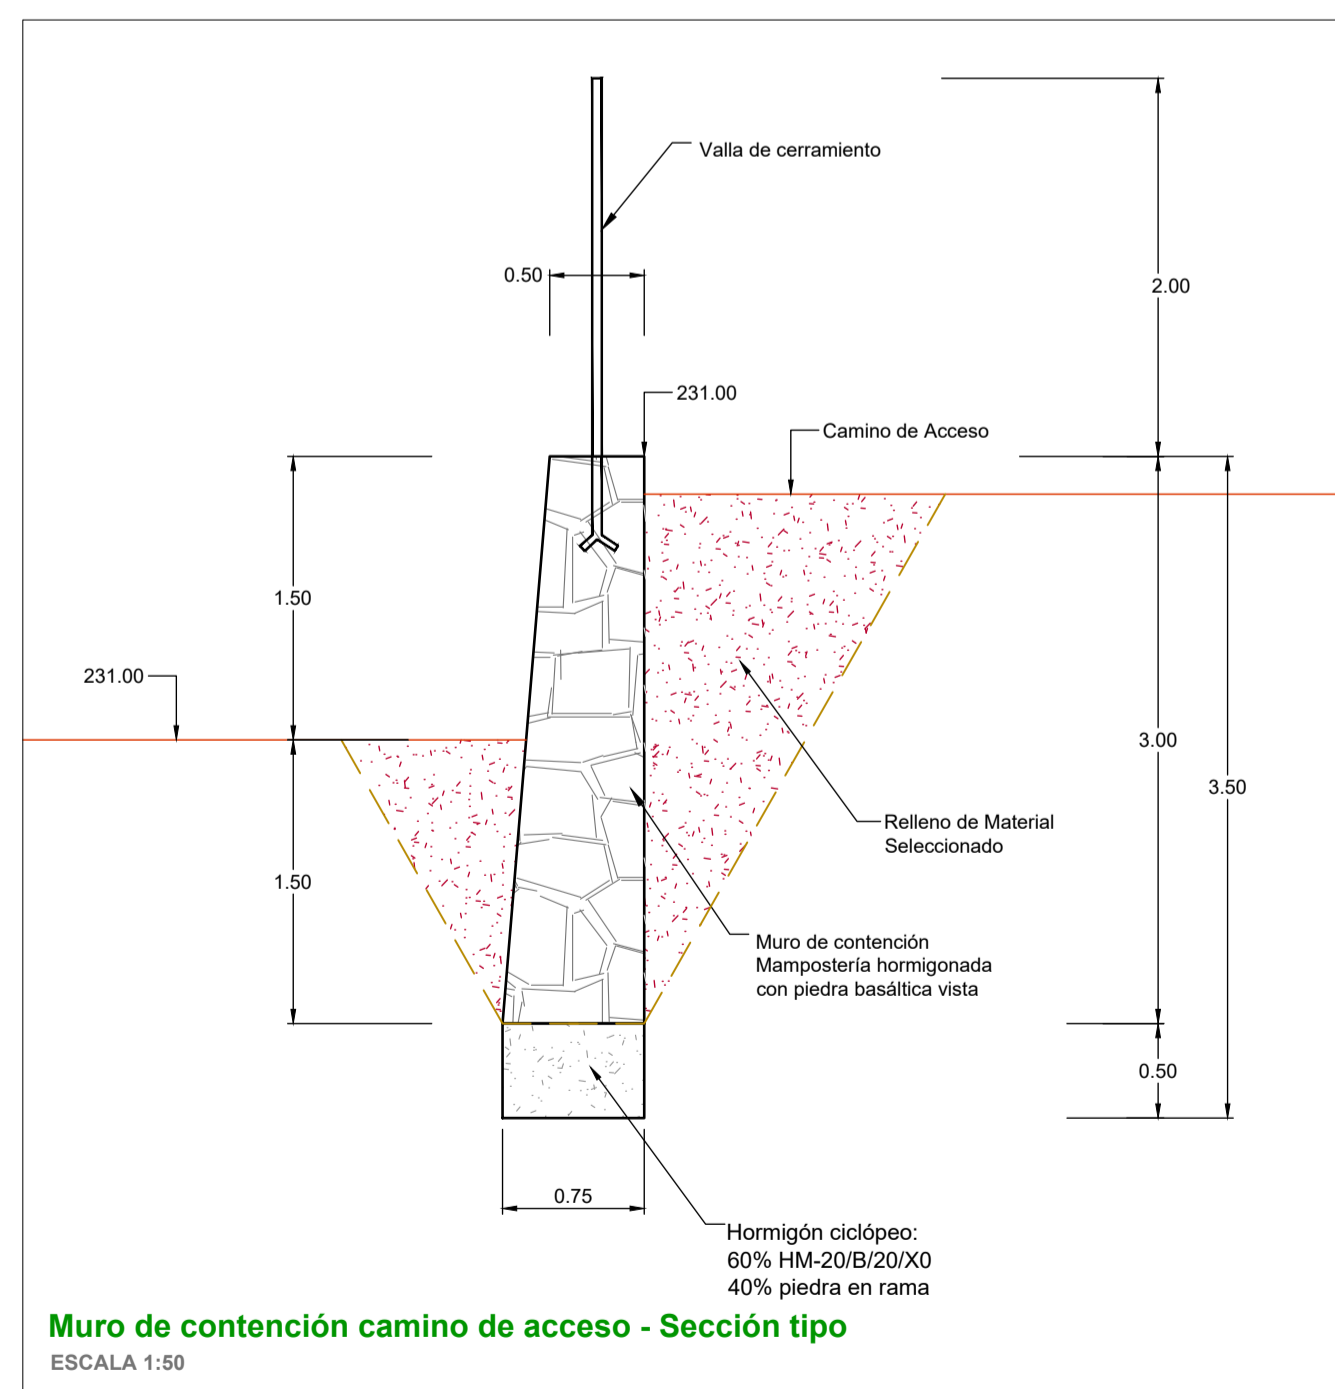 Valla de cerramiento
0.50
2.00
231.00
Camino de Acceso
1.50
231.00
3.00
3.50
Relleno de Material
Seleccionado
1.50
Muro de contención
Mampostería hormigonada
con piedra basáltica vista
0.50
0.75
Hormigón ciclópeo:
60% HM-20/B/20/X0
40% piedra en rama
Muro de contención camino de acceso - Sección tipo
ESCALA 1:50